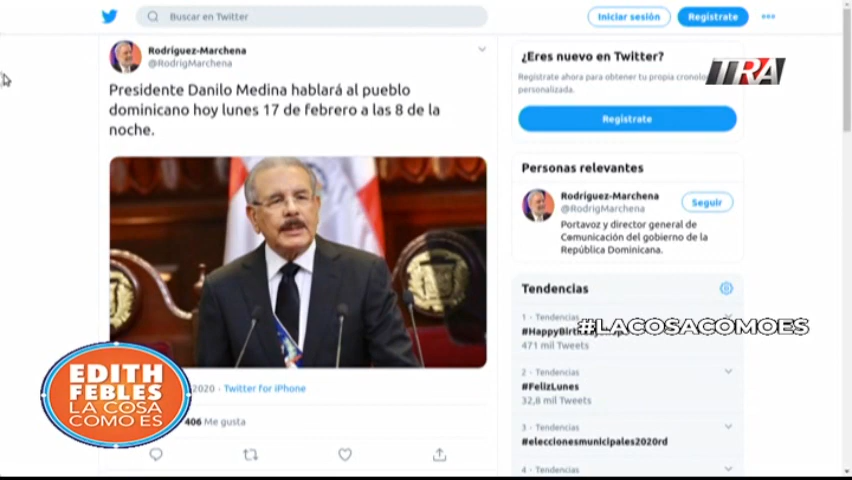 Buscar en Twitter
Iniciar sesión
Regístrate
Rodríguez-Marchena
@RodrigMarchena
Presidente Danilo Medina hablará al pueblo
dominicano hoy lunes 17 de febrero a las 8 de la
noche.
2020 · Twitter for iPhone
406 Me gusta
¿Eres nuevo en Twitter?
Regístrate ahora para obtener tu propia
personalizada.
Regístrate
TRA
Personas relevantes
Rodríguez-Marchena
@RodrigMarchena
Seguir
Portavoz y director general de
Comunicación del gobierno de la
República Dominicana.
Tendencias
1 · Tendencias
#LACOSACOMOES
471 mil Tweets
2 · Tendencias
#FelizLunes
32,8 mil Tweets
3 · Tendencias
#eleccionesmunicipales2020rd
4 · Tendencias
EDITH
FEBLES
LA COSA
COMO ES